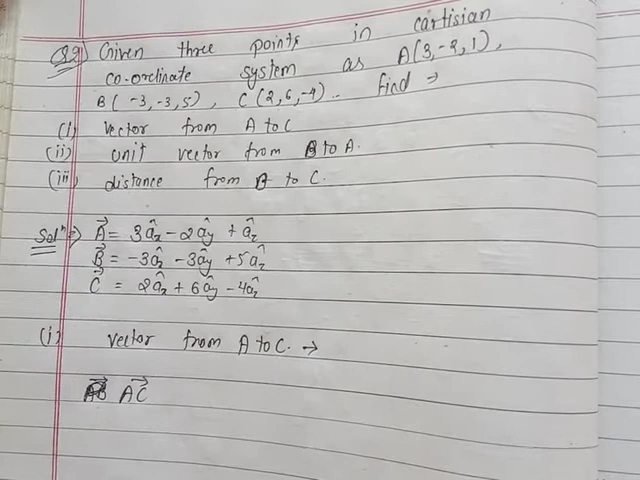 Q2) Given three points in cartisian
co-ordinate system as A(3,-2,1),
B(-3,-3,5), C(2,6,-4).. find ⇒
(i) vector from A to C
(ii) unit vector from B to A.
(iii) distance from B to C.
Solⁿ ⇒ A⃗ = 3âx - 2ây + âz
B⃗ = -3âx - 3ây + 5âz
C⃗ = 2âx + 6ây - 4âz
(i) vector from A to C. →
AC⃗